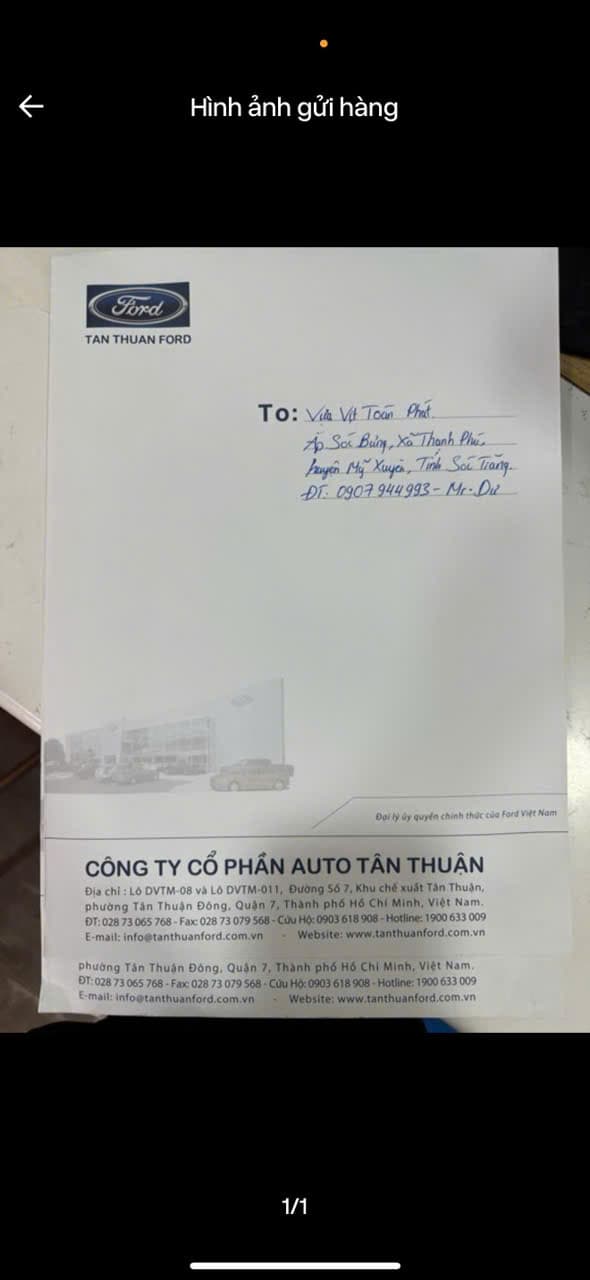 Hình ảnh gửi hàng
Ford
TAN THUAN FORD
To: Vựa Vịt Toàn Phát
Ấp Sóc Bưng, Xã Thạnh Phú,
huyện Mỹ Xuyên, Tỉnh Sóc Trăng.
ĐT: 0907 944 993 - Mr. Dư
Đại lý ủy quyền chính thức của Ford Việt Nam
CÔNG TY CỔ PHẦN AUTO TÂN THUẬN
Địa chỉ : Lô DVTM-08 và Lô DVTM-011, Đường Số 7, Khu chế xuất Tân Thuận,
phường Tân Thuận Đông, Quận 7, Thành phố Hồ Chí Minh, Việt Nam.
ĐT: 028 73 065 768 - Fax: 028 73 079 568 - Cứu Hộ: 0903 618 908 - Hotline: 1900 633 009
E-mail: info@tanthuanford.com.vn - Website: www.tanthuanford.com.vn
phường Tân Thuận Đông, Quận 7, Thành phố Hồ Chí Minh, Việt Nam.
ĐT: 028 73 065 768 - Fax: 028 73 079 568 - Cứu Hộ: 0903 618 908 - Hotline: 1900 633 009
E-mail: info@tanthuanford.com.vn - Website: www.tanthuanford.com.vn
1/1